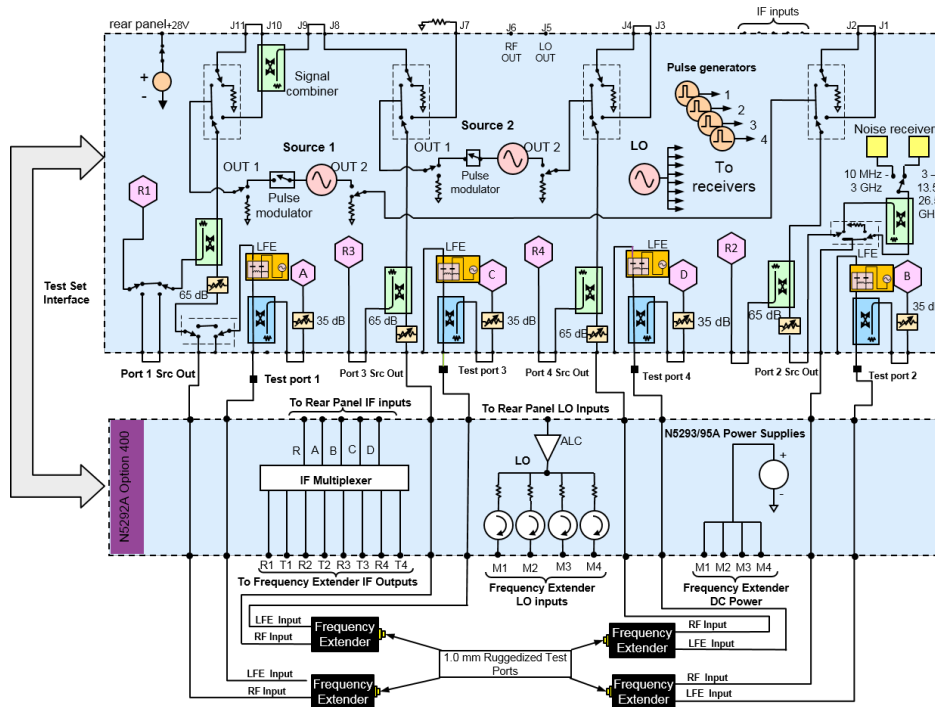 rear panel +28V J11 J10 J9 J8 J7 J6 J5 J4 J3 IF inputs J2 J1
RF OUT
LO OUT
+
-
Signal combiner
Pulse generators
1
2
3
4
Source 1
Source 2
OUT 1
OUT 2
OUT 1
OUT 2
Pulse modulator
Pulse modulator
LO
To receivers
Noise receiver
10 MHz -
3 GHz
3 –
13.5
26.5
GHz
R1
R3
R4
R2
LFE
LFE
LFE
LFE
A
C
D
B
Test Set Interface
65 dB
35 dB
65 dB
35 dB
65 dB
35 dB
65 dB
35 d
Port 1 Src Out
Test port 1
Port 3 Src Out
Test port 3
Port 4 Src Out
Test port 4
Port 2 Src Out
Test port 2
N5292A Option 400
To Rear Panel IF inputs
R A B C D
IF Multiplexer
R1 T1 R2 T2 R3 T3 R4 T4
To Frequency Extender IF Outputs
To Rear Panel LO Inputs
ALC
LO
M1 M2 M3 M4
Frequency Extender
LO inputs
N5293/95A Power Supplies
+
-
M1 M2 M3 M4
Frequency Extender
DC Power
LFE Input
RF Input
Frequency Extender
LFE Input
RF Input
Frequency Extender
1.0 mm Ruggedized Test Ports
Frequency Extender
RF Input
LFE Input
Frequency Extender
RF Input
LFE Input